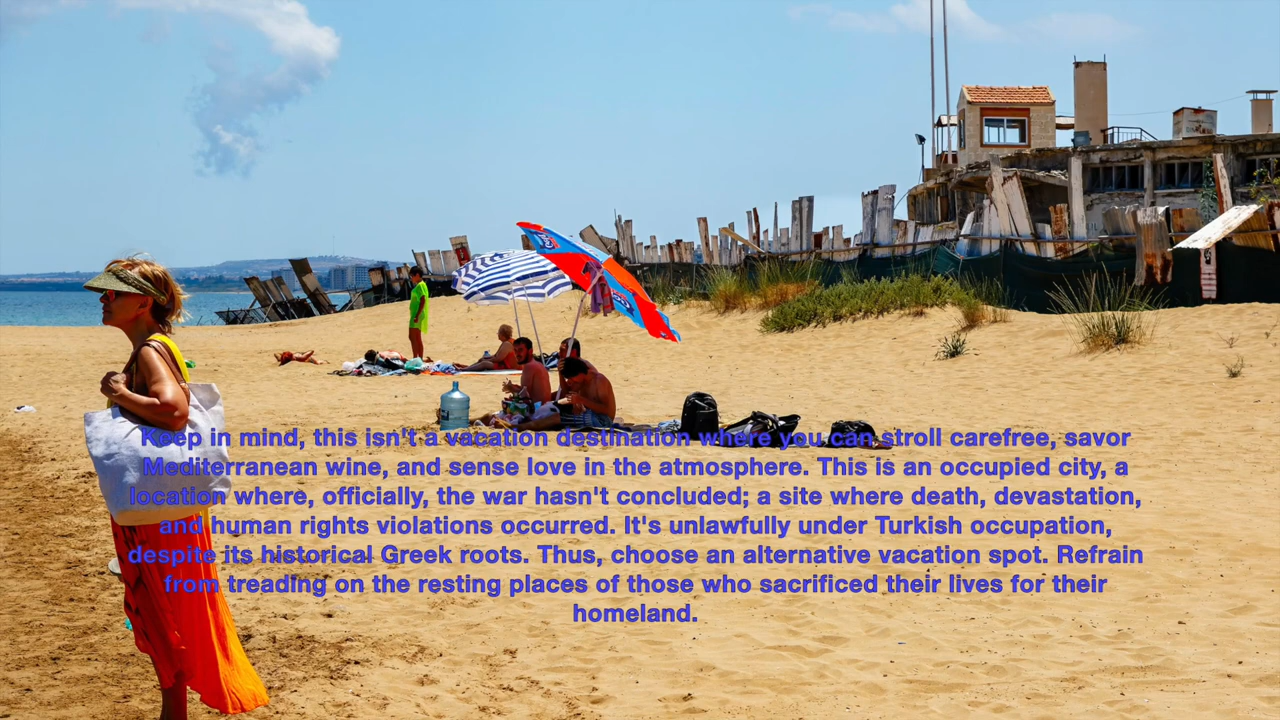 Keep in mind, this isn't a vacation destination where you can stroll carefree, savor
Mediterranean wine, and sense love in the atmosphere. This is an occupied city, a
location where, officially, the war hasn't concluded; a site where death, devastation,
and human rights violations occurred. It's unlawfully under Turkish occupation,
despite its historical Greek roots. Thus, choose an alternative vacation spot. Refrain
from treading on the resting places of those who sacrificed their lives for their
homeland.